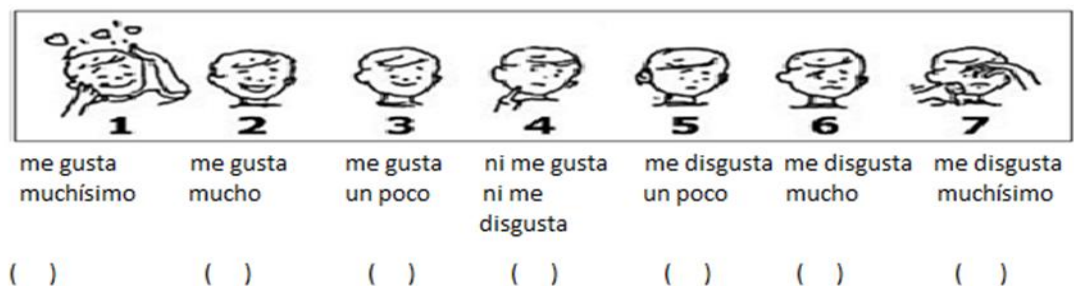 1 2 3 4 5 6 7
me gusta me gusta me gusta ni me gusta me disgusta me disgusta me disgusta
muchísimo mucho un poco ni me un poco mucho muchísimo
disgusta
( ) ( ) ( ) ( ) ( ) ( ) ( )